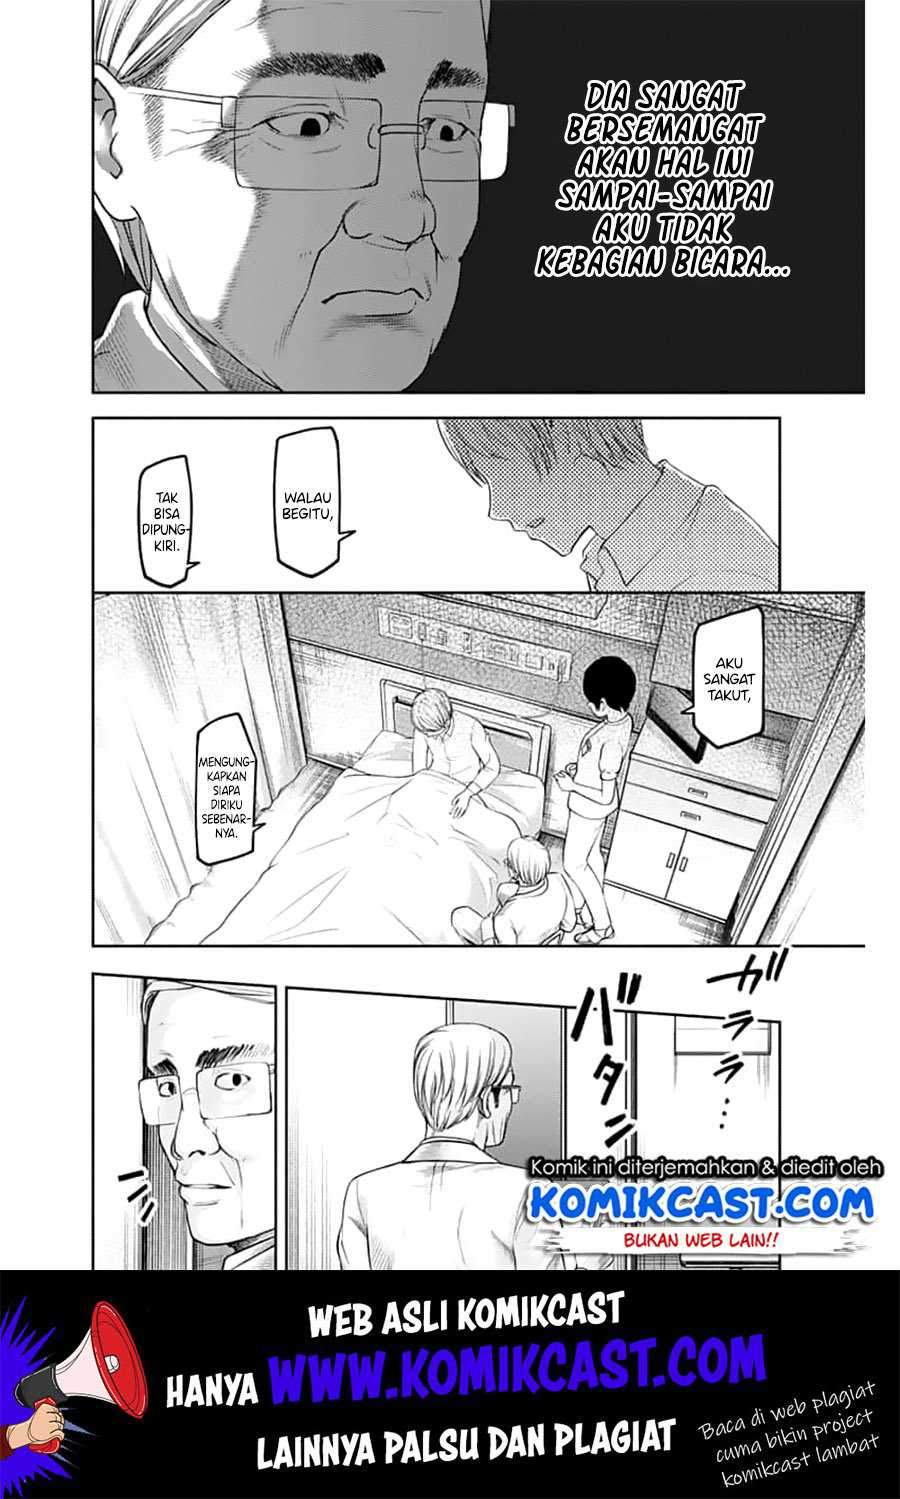 DIA SANGAT
BERSEMANGAT
AKAN HAL INI
SAMPAI-SAMPAI
AKU TIDAK
KEBAGIAN BICARA...
WALAU
BEGITU,
TAK
BISA
DIPUNG-
KIRI.
AKU
SANGAT
TAKUT,
MENGUNG-
KAPKAN
SIAPA
DIRIKU
SEBENAR-
NYA.
ガララ…
バタン
Komik ini diterjemahkan & diedit oleh
KOMIKCAST.COM
BUKAN WEB LAIN!!
WEB ASLI KOMIKCAST
HANYA WWW.KOMIKCAST.COM
LAINNYA PALSU DAN PLAGIAT
Baca di web plagiat
cuma bikin project
komikcast lambat